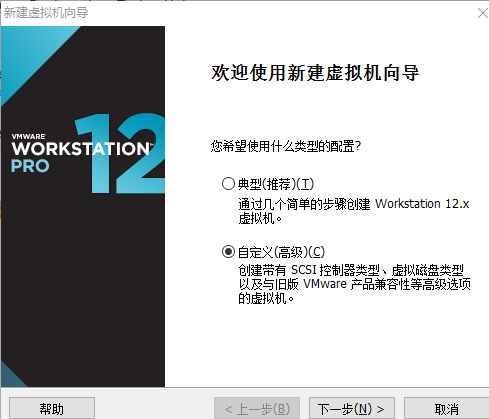 新建虚拟机向导
VMWARE
WORKSTATION
PRO
12
欢迎使用新建虚拟机向导
您希望使用什么类型的配置?
典型(推荐)(T)
通过几个简单的步骤创建 Workstation 12.x
虚拟机。
自定义(高级)(C)
创建带有 SCSI 控制器类型、虚拟磁盘类型
以及与旧版 VMware 产品兼容性等高级选项
的虚拟机。
帮助
< 上一步(B)
下一步(N) >
取消